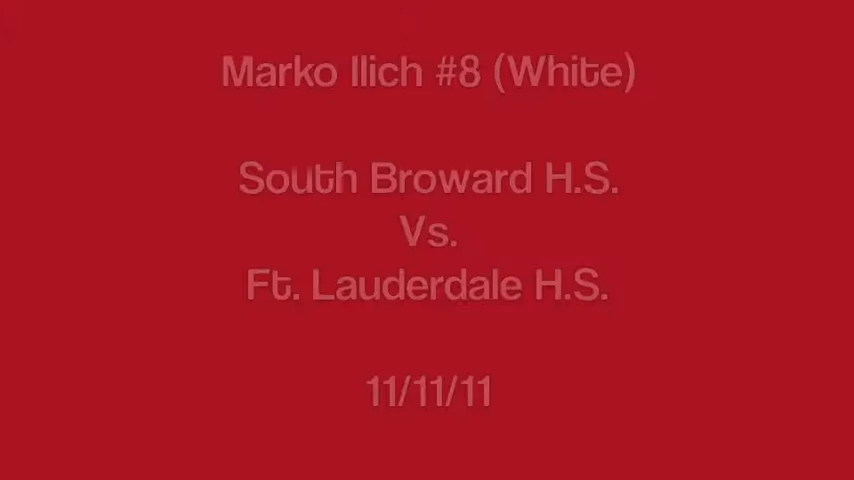 Marko Ilich #8 (White)
South Broward H.S.
Vs.
Ft. Lauderdale H.S.
11/11/11